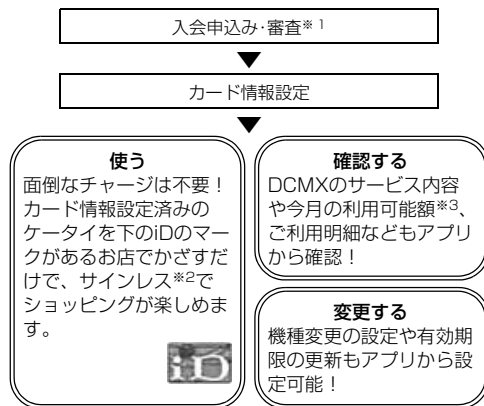 入会申込み･審査※1
カード情報設定
使う
面倒なチャージは不要！
カード情報設定済みの
ケータイを下のiDのマー
クがあるお店でかざすだ
けで、サインレス※2で
ショッピングが楽しめま
す。
iD
確認する
DCMXのサービス内容
や今月の利用可能額※3、
ご利用明細などもアプリ
から確認！
変更する
機種変更の設定や有効期
限の更新もアプリから設
定可能！